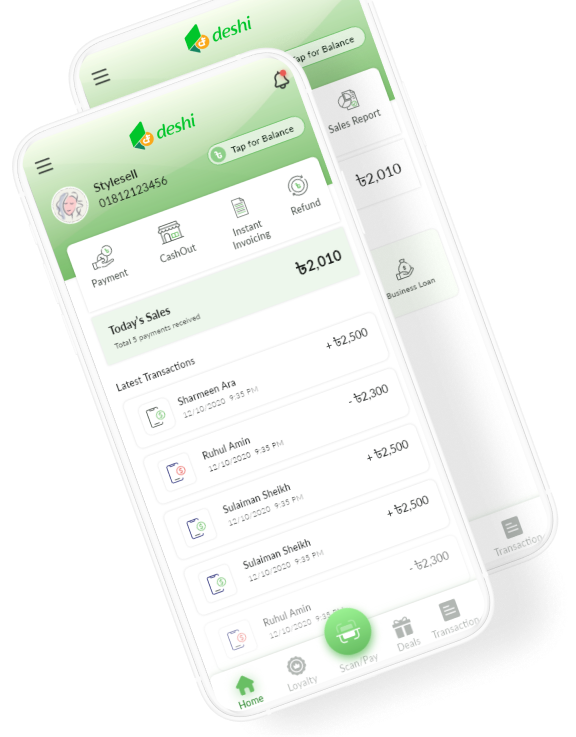 deshi
Tap for Balance
Sales Report
৳2,010
Business Loan
Transaction
deshi
Stylesell
01812123456
Tap for Balance
Payment
CashOut
Instant
Invoicing
Refund
Today's Sales
Total 5 payments received
৳2,010
Latest Transactions
Sharmeen Ara
12/10/2020 9:35 PM
+ ৳2,500
Ruhul Amin
12/10/2020 9:35 PM
- ৳2,300
Sulaiman Sheikh
12/10/2020 9:35 PM
+ ৳2,500
Sulaiman Sheikh
12/10/2020 9:35 PM
+ ৳2,500
Ruhul Amin
12/10/2020 9:35 PM
- ৳2,300
Home
Loyalty
Scan/Pay
Deals
Transaction